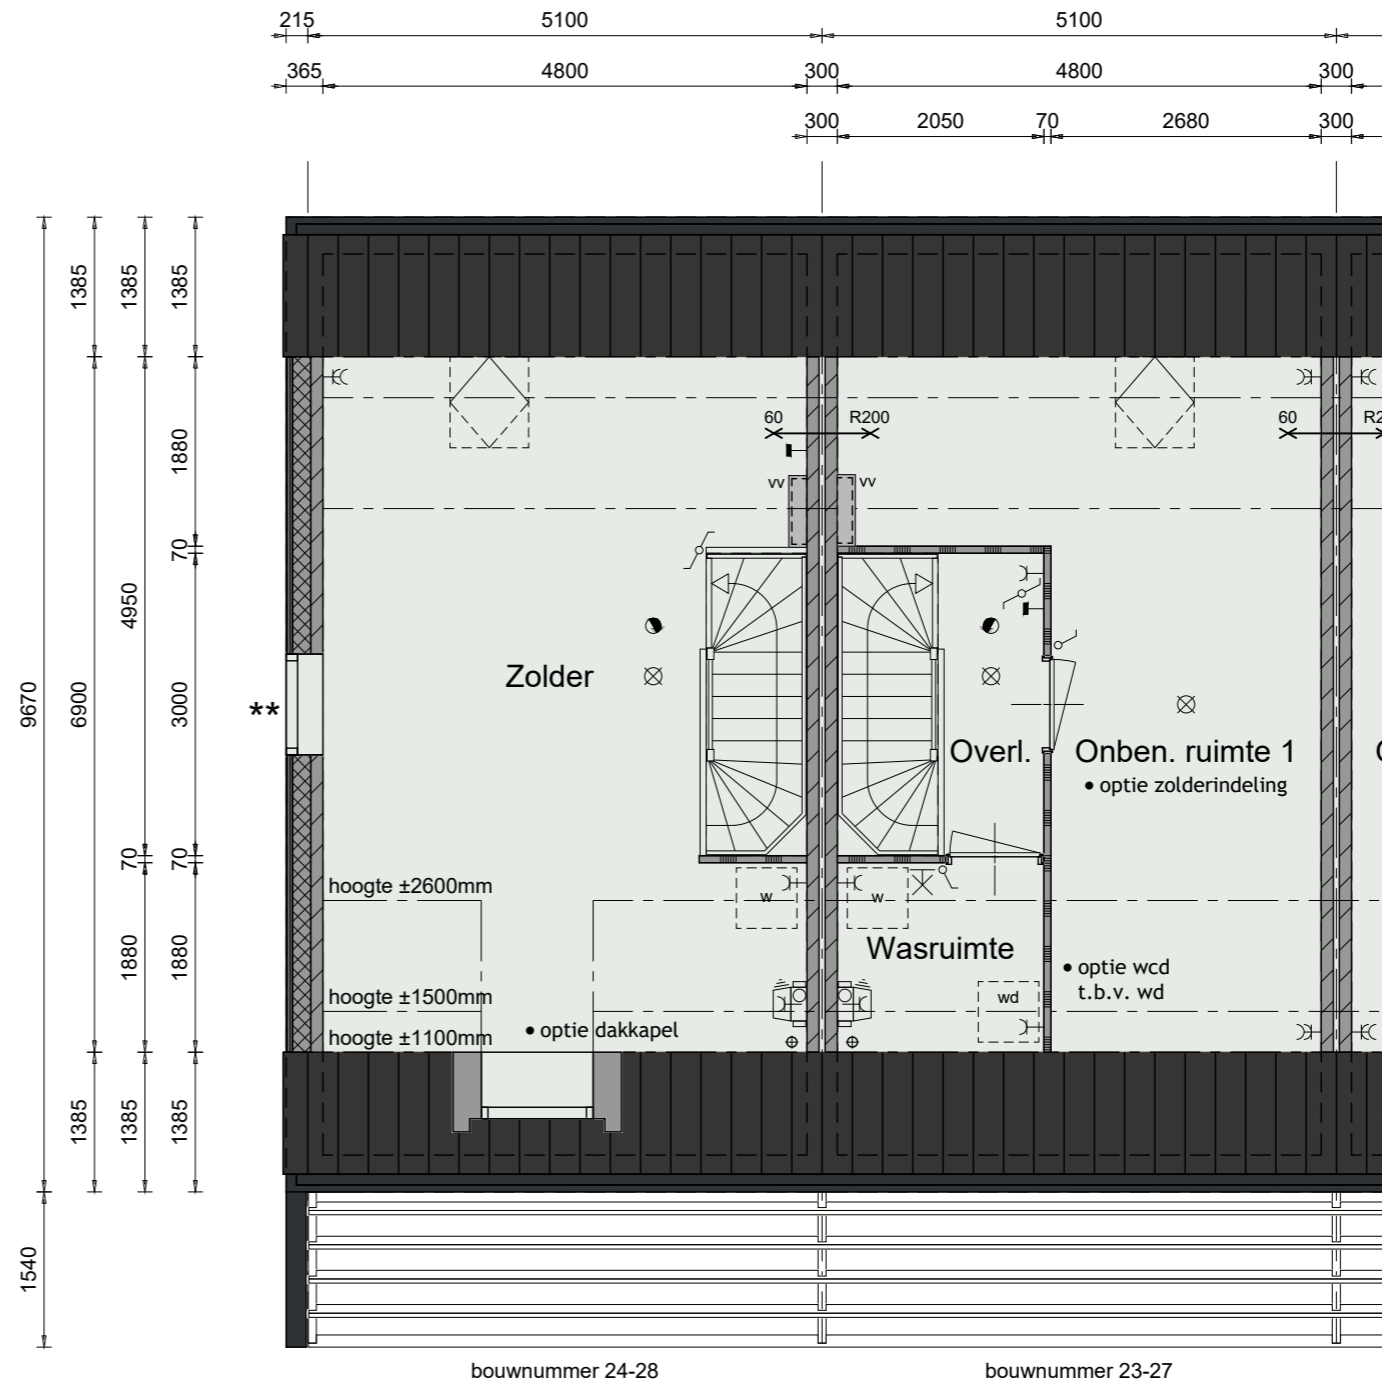 215 5100 5100
365 4800 300 4800 300
300 2050 70 2680 300
1385 1385 1385
60 R200 60
1880
vv vv
70
4950
Zolder
9670 6900 3000
**
Overl. Onben. ruimte 1
• optie zolderindeling
70 70
hoogte ±2600mm
w w
1880 1880
Wasruimte
• optie wcd
t.b.v. wd
hoogte ±1500mm
wd
• optie dakkapel
hoogte ±1100mm
1385 1385 1385
1540
bouwnummer 24-28 bouwnummer 23-27